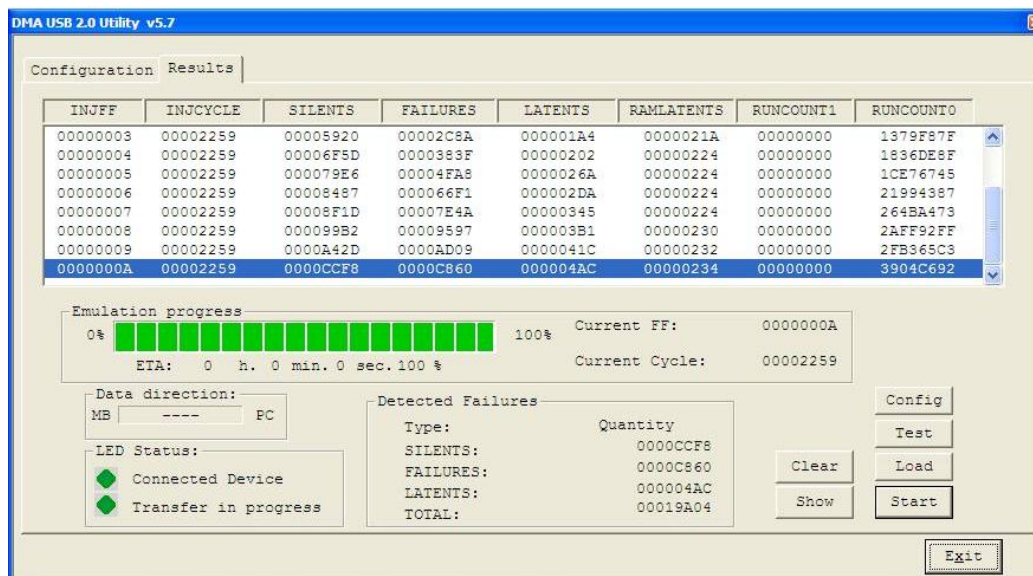 DMA USB 2.0 Utility v5.7
Configuration Results
INJFF INJCYCLE SILENTS FAILURES LATENTS RAMLATENTS RUNCOUNT1 RUNCOUNT0
00000003 00002259 00005920 00002C8A 000001A4 0000021A 00000000 1379F87F
00000004 00002259 00006F5D 0000383F 00000202 00000224 00000000 1836DE8F
00000005 00002259 000079E6 00004FA8 0000026A 00000224 00000000 1CE76745
00000006 00002259 00008487 000066F1 000002DA 00000224 00000000 21994387
00000007 00002259 00008F1D 00007E4A 00000345 00000224 00000000 264BA473
00000008 00002259 000099B2 00009597 000003B1 00000230 00000000 2AFF92FF
00000009 00002259 0000A42D 0000AD09 0000041C 00000232 00000000 2FB365C3
0000000A 00002259 0000CCF8 0000C860 000004AC 00000234 00000000 3904C692
Emulation progress
0% 100% Current FF: 0000000A
ETA: 0 h. 0 min. 0 sec. 100 % Current Cycle: 00002259
Data direction:
MB ---- PC
LED Status:
Connected Device
Transfer in progress
Detected Failures
Type: Quantity
SILENTS: 0000CCF8
FAILURES: 0000C860
LATENTS: 000004AC
TOTAL: 00019A04
Config
Test
Clear Load
Show Start
Exit